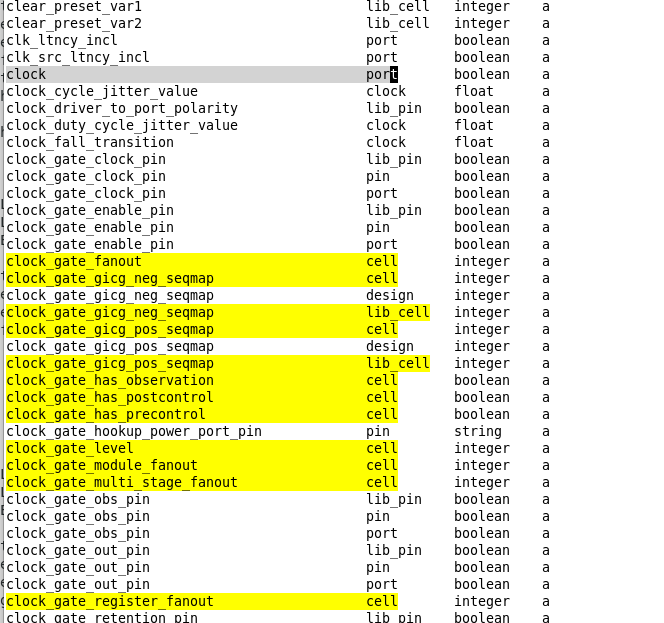 clear_preset_var1 lib_cell integer a
clear_preset_var2 lib_cell integer a
clk_ltncy_incl port boolean a
clk_src_ltncy_incl port boolean a
clock port boolean a
clock_cycle_jitter_value clock float a
clock_driver_to_port_polarity lib_pin boolean a
clock_duty_cycle_jitter_value clock float a
clock_fall_transition clock float a
clock_gate_clock_pin lib_pin boolean a
clock_gate_clock_pin pin boolean a
clock_gate_clock_pin port boolean a
clock_gate_enable_pin lib_pin boolean a
clock_gate_enable_pin pin boolean a
clock_gate_enable_pin port boolean a
clock_gate_fanout cell integer a
clock_gate_gicg_neg_seqmap cell integer a
clock_gate_gicg_neg_seqmap design integer a
clock_gate_gicg_neg_seqmap lib_cell integer a
clock_gate_gicg_pos_seqmap cell integer a
clock_gate_gicg_pos_seqmap design integer a
clock_gate_gicg_pos_seqmap lib_cell integer a
clock_gate_has_observation cell boolean a
clock_gate_has_postcontrol cell boolean a
clock_gate_has_precontrol cell boolean a
clock_gate_hookup_power_port_pin pin string a
clock_gate_level cell integer a
clock_gate_module_fanout cell integer a
clock_gate_multi_stage_fanout cell integer a
clock_gate_obs_pin lib_pin boolean a
clock_gate_obs_pin pin boolean a
clock_gate_obs_pin port boolean a
clock_gate_out_pin lib_pin boolean a
clock_gate_out_pin pin boolean a
clock_gate_out_pin port boolean a
clock_gate_register_fanout cell integer a
clock_gate_retention_pin lib_pin boolean a